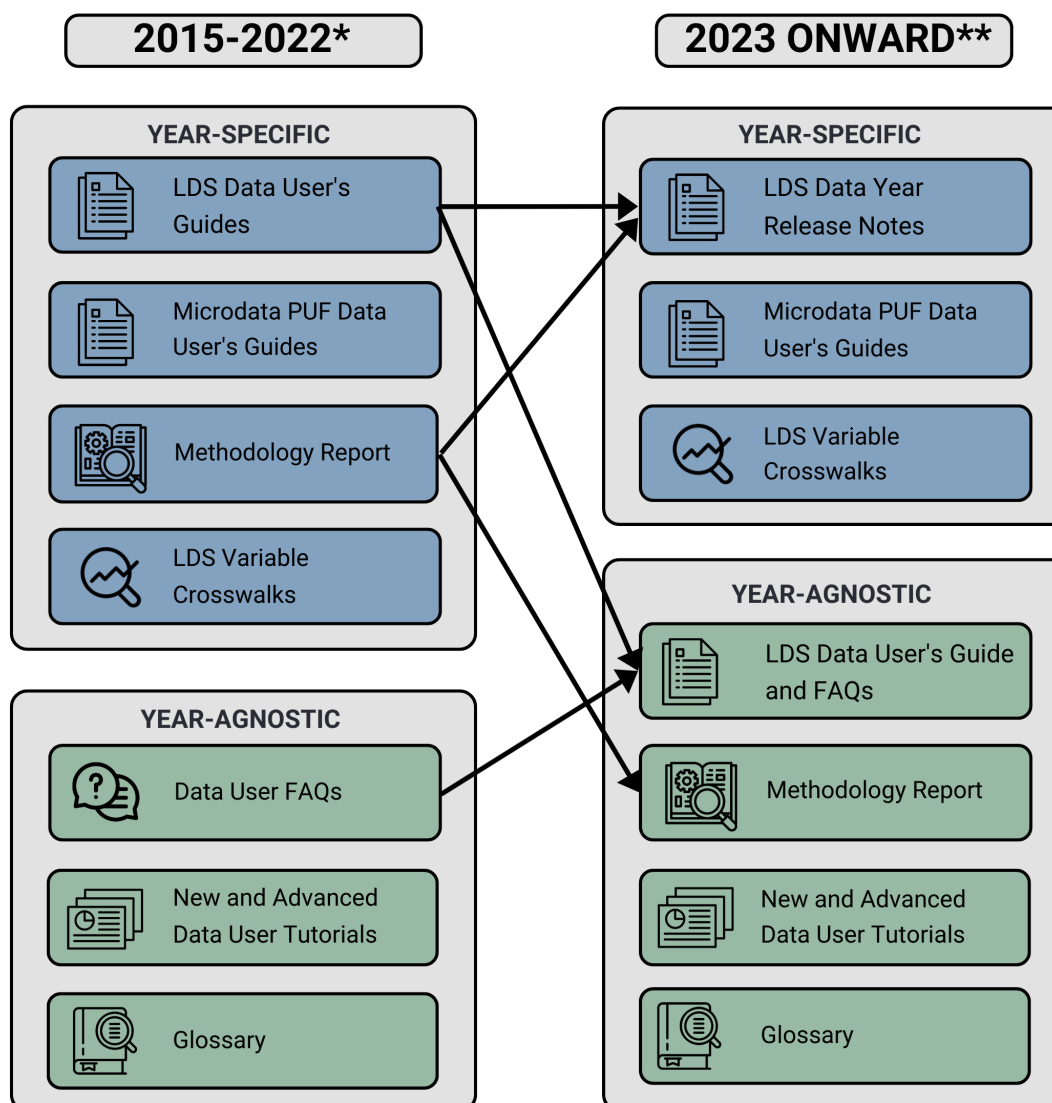 2015-2022*
YEAR-SPECIFIC
LDS Data User's
Guides
Microdata PUF Data
User's Guides
Methodology Report
LDS Variable
Crosswalks
YEAR-AGNOSTIC
?
Data User FAQs
New and Advanced
Data User Tutorials
Glossary
2023 ONWARD**
YEAR-SPECIFIC
LDS Data Year
Release Notes
Microdata PUF Data
User's Guides
LDS Variable
Crosswalks
YEAR-AGNOSTIC
LDS Data User's Guide
and FAQs
Methodology Report
New and Advanced
Data User Tutorials
Glossary